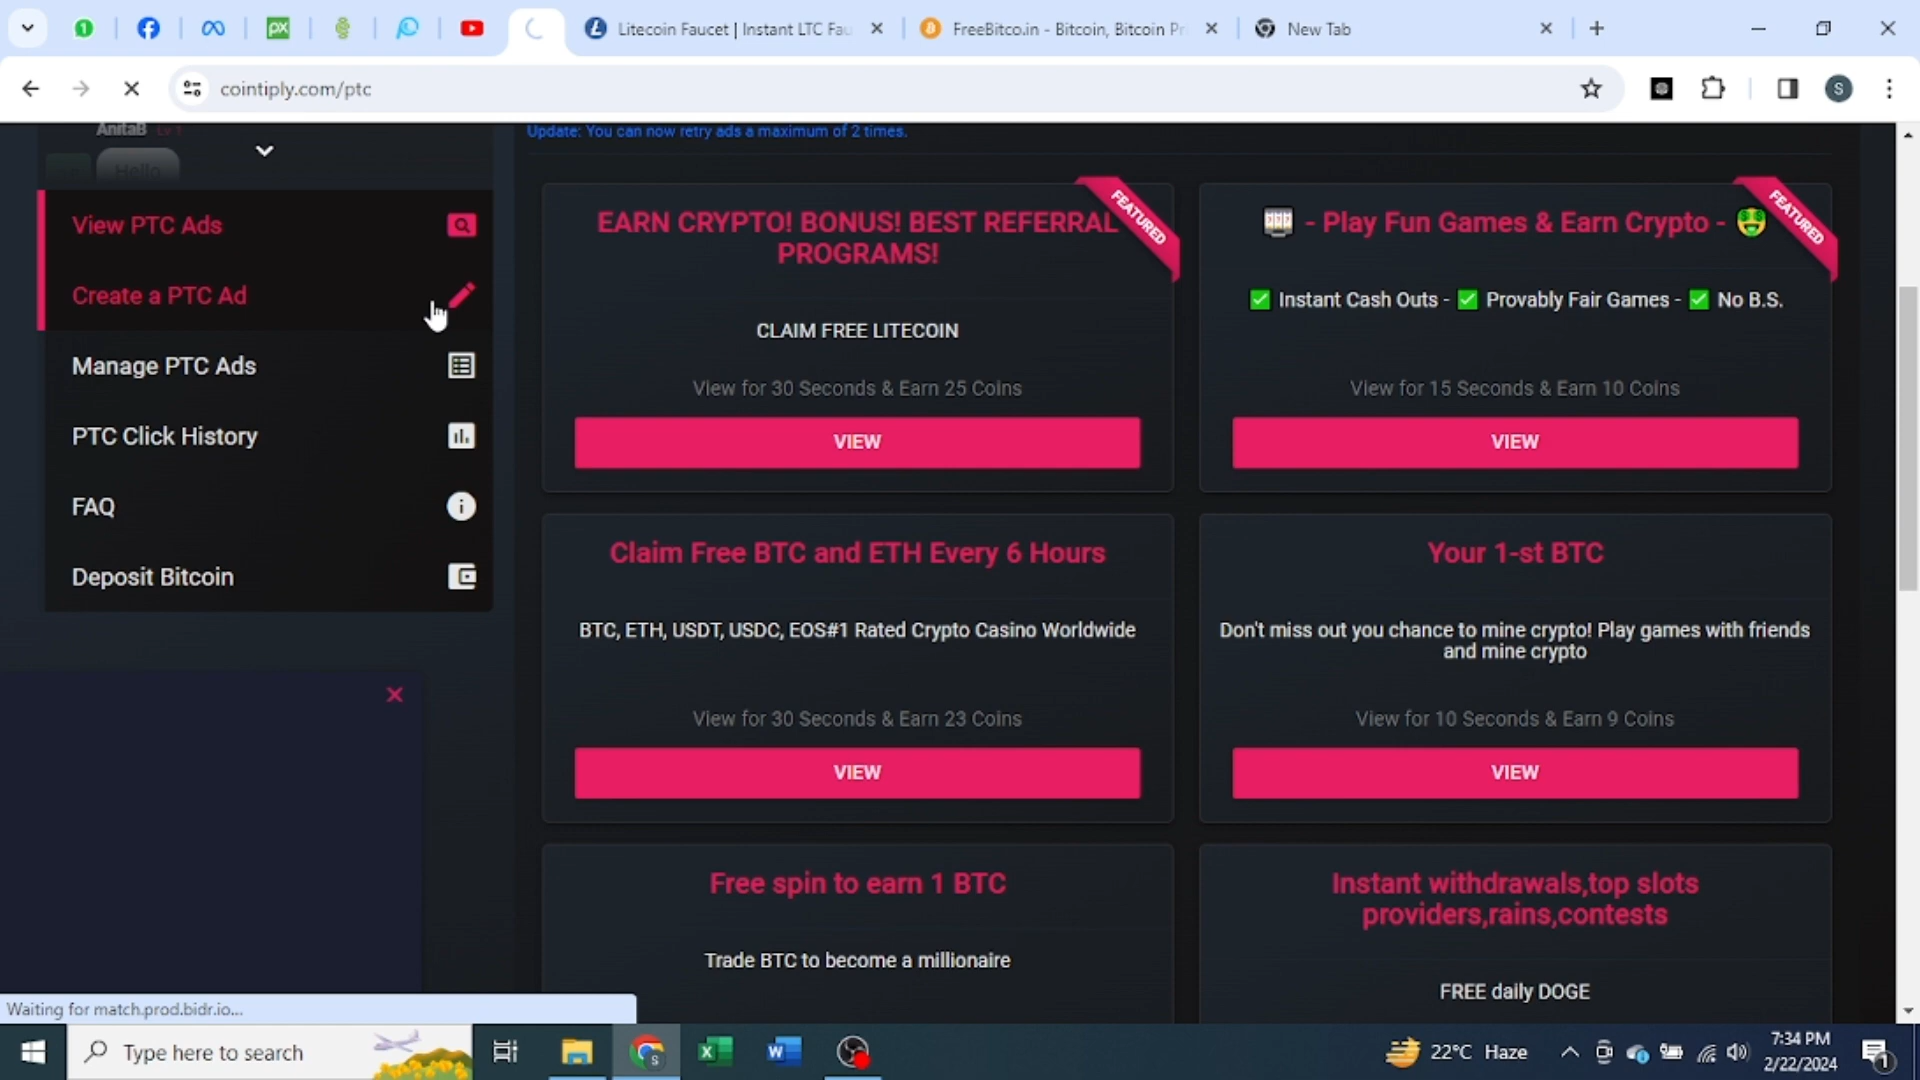 Litecoin Faucet | Instant LTC Fau
FreeBitco.in - Bitcoin, Bitcoin Pr
New Tab
cointiply.com/ptc
S
AnitaB Lv 1
Hello
Update: You can now retry ads a maximum of 2 times.
View PTC Ads
Create a PTC Ad
Manage PTC Ads
PTC Click History
FAQ
Deposit Bitcoin
FEATURED
EARN CRYPTO! BONUS! BEST REFERRAL
PROGRAMS!
CLAIM FREE LITECOIN
View for 30 Seconds & Earn 25 Coins
VIEW
FEATURED
- Play Fun Games & Earn Crypto -
✅ Instant Cash Outs - ✅ Provably Fair Games - ✅ No B.S.
View for 15 Seconds & Earn 10 Coins
VIEW
Claim Free BTC and ETH Every 6 Hours
BTC, ETH, USDT, USDC, EOS#1 Rated Crypto Casino Worldwide
View for 30 Seconds & Earn 23 Coins
VIEW
Your 1-st BTC
Don't miss out you chance to mine crypto! Play games with friends
and mine crypto
View for 10 Seconds & Earn 9 Coins
VIEW
Free spin to earn 1 BTC
Trade BTC to become a millionaire
Instant withdrawals,top slots
providers,rains,contests
FREE daily DOGE
Waiting for match.prod.bidr.io...
Type here to search
22°C Haze
7:34 PM
2/22/2024
1